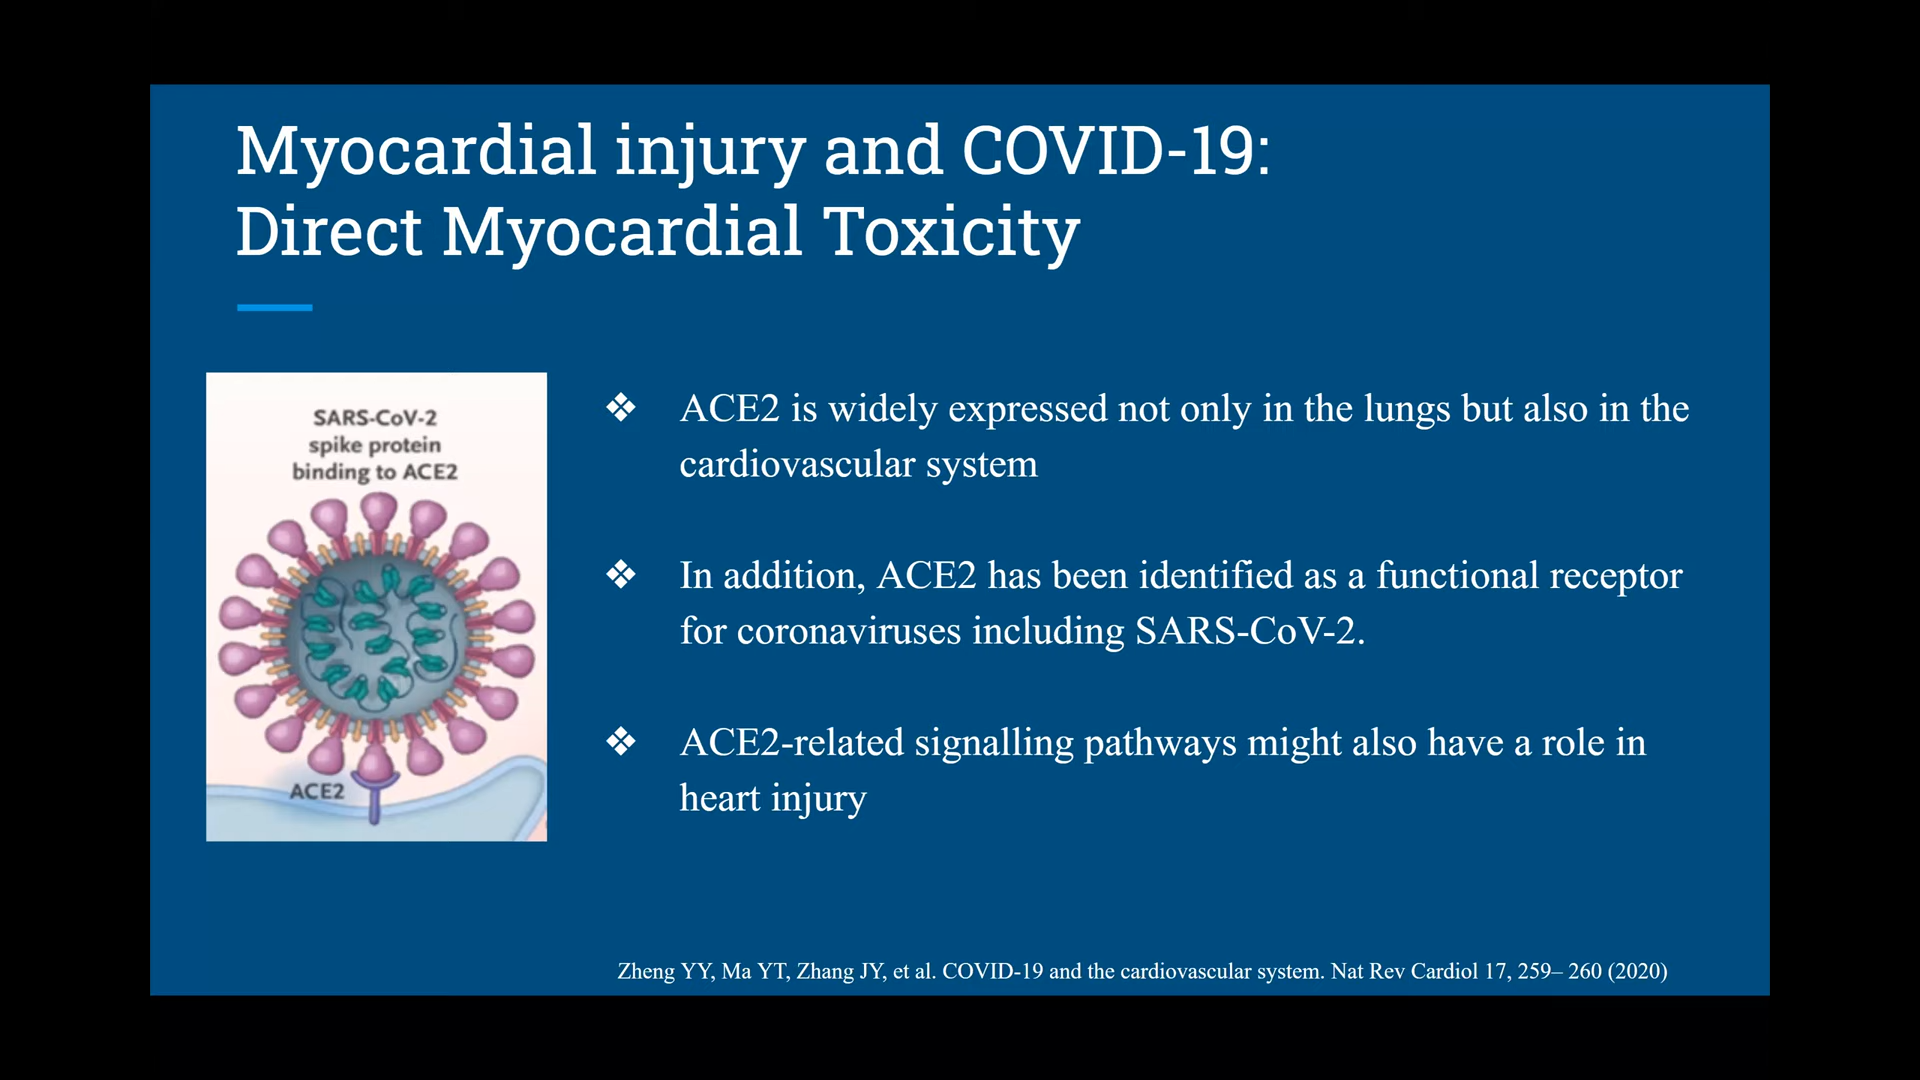 Myocardial injury and COVID-19:
Direct Myocardial Toxicity
SARS-CoV-2
spike protein
binding to ACE2
ACE2
❖ ACE2 is widely expressed not only in the lungs but also in the
cardiovascular system
❖ In addition, ACE2 has been identified as a functional receptor
for coronaviruses including SARS-CoV-2.
❖ ACE2-related signalling pathways might also have a role in
heart injury
Zheng YY, Ma YT, Zhang JY, et al. COVID-19 and the cardiovascular system. Nat Rev Cardiol 17, 259– 260 (2020)